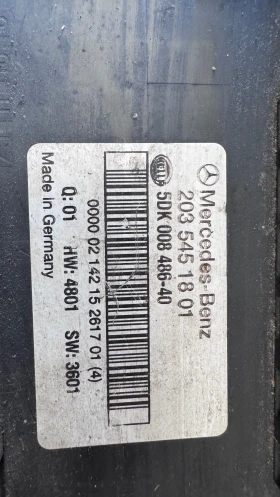 Mercedes-Benz
203 545 18 01
HELLA 5DK 008 486-40
0000 02 142 15 2617 01 (4)
Q: 01 HW: 4801 SW: 3601
Made in Germany